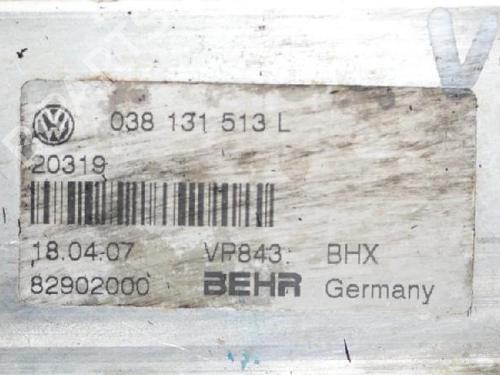 V
038 131 513 L
20319
18.04.07 VP843 BHX
82902000 BEHR Germany